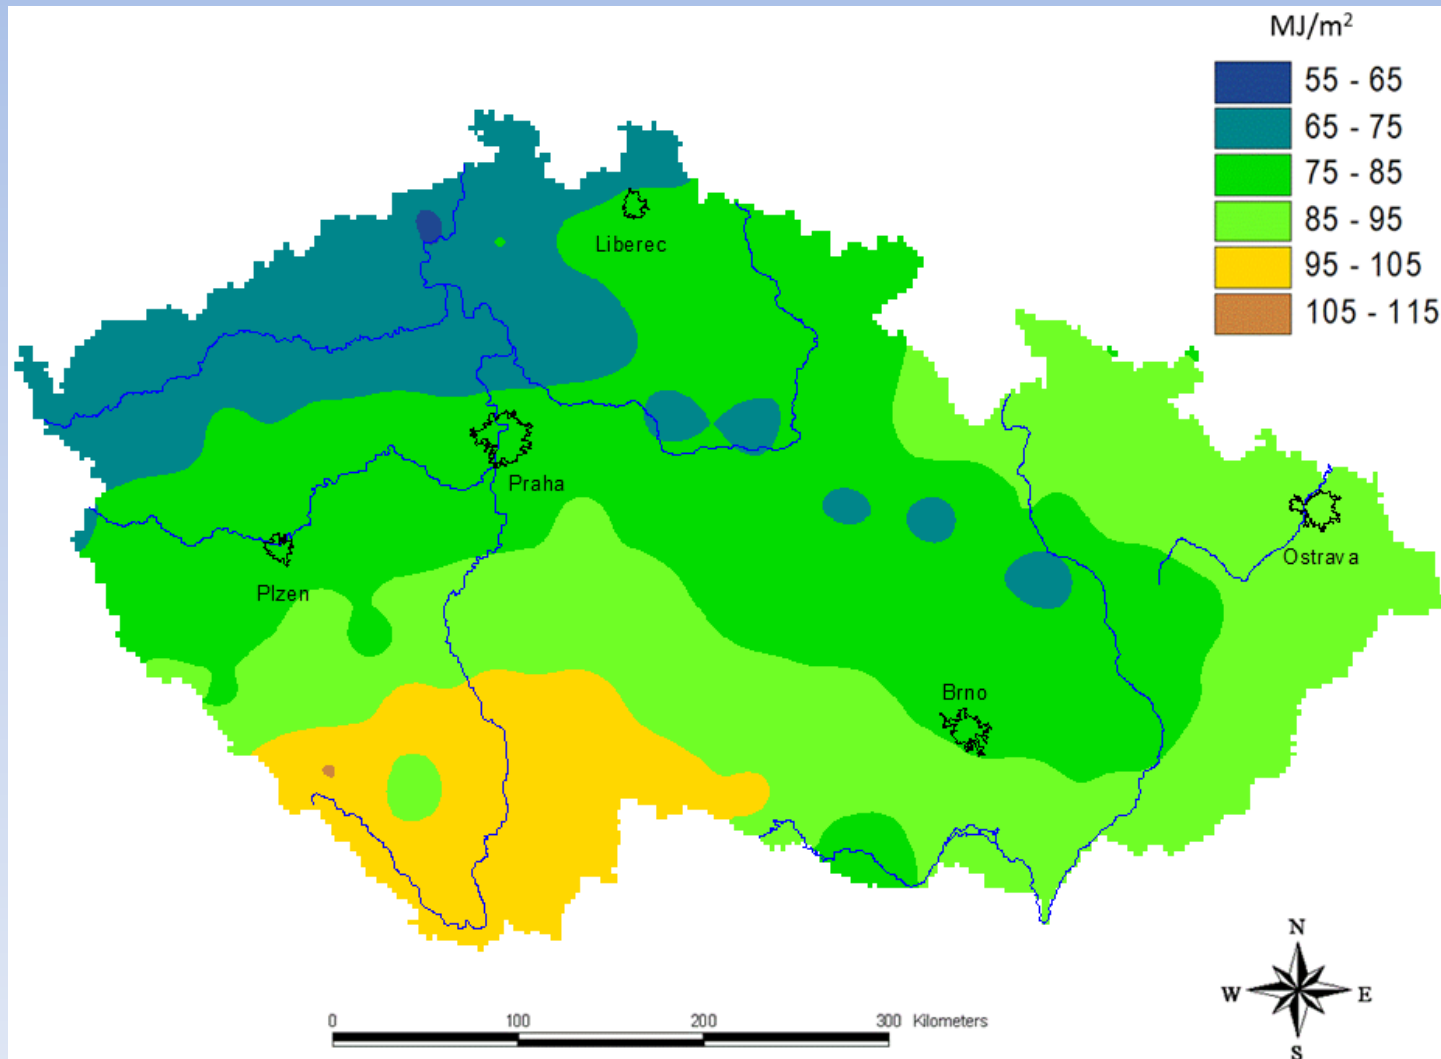 MJ/m²
55 - 65
65 - 75
75 - 85
85 - 95
95 - 105
105 - 115
Liberec
Praha
Plzen
Ostrava
Brno
N
W E
S
0 100 200 300 Kilometers